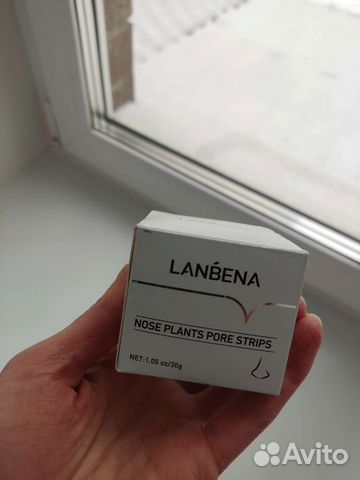 LANBENA
NOSE PLANTS PORE STRIPS
NET:1.05 oz/30g
Avito